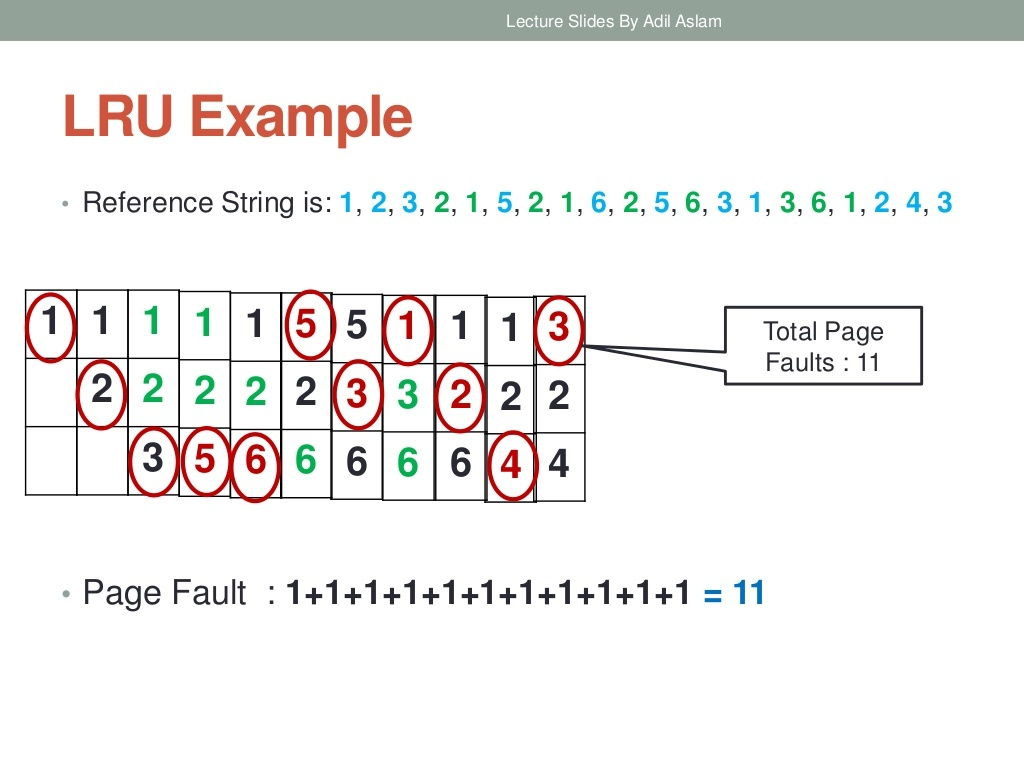 Lecture Slides By Adil Aslam
LRU Example
• Reference String is: 1, 2, 3, 2, 1, 5, 2, 1, 6, 2, 5, 6, 3, 1, 3, 6, 1, 2, 4, 3
1 1 1 1 1 5 5 1 1 1 3
2 2 2 2 2 3 3 2 2 2
3 5 6 6 6 6 6 4 4
Total Page
Faults : 11
• Page Fault : 1+1+1+1+1+1+1+1+1+1+1 = 11